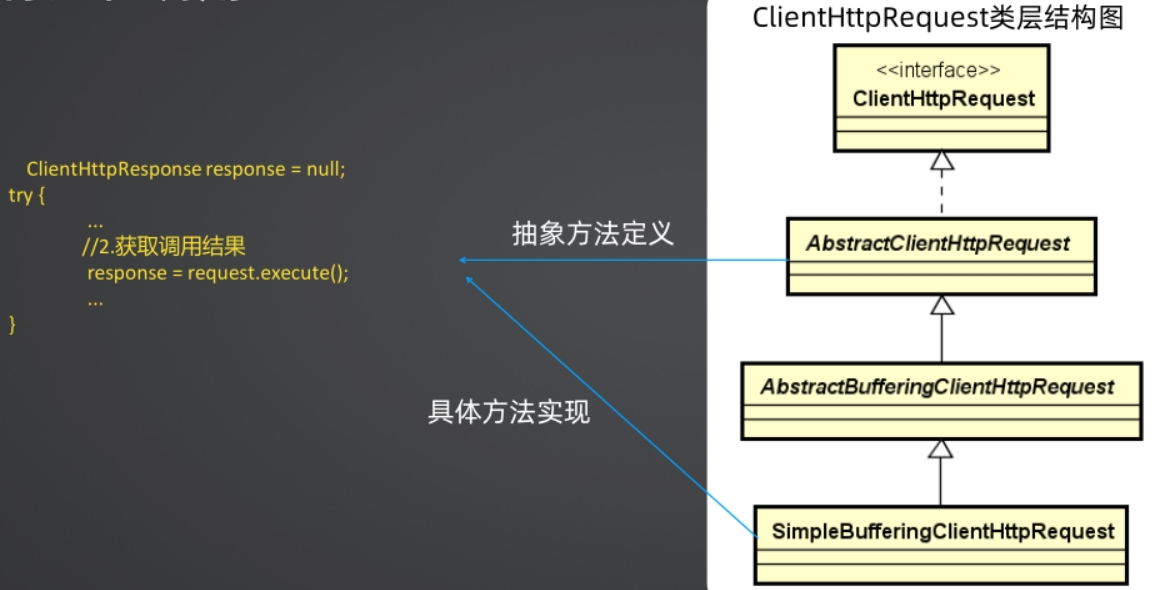 ClientHttpResponse response = null;
try {
...
//2.获取调用结果
response = request.execute();
...
}
抽象方法定义
具体方法实现
ClientHttpRequest类层结构图
<<interface>>
ClientHttpRequest
AbstractClientHttpRequest
AbstractBufferingClientHttpRequest
SimpleBufferingClientHttpRequest